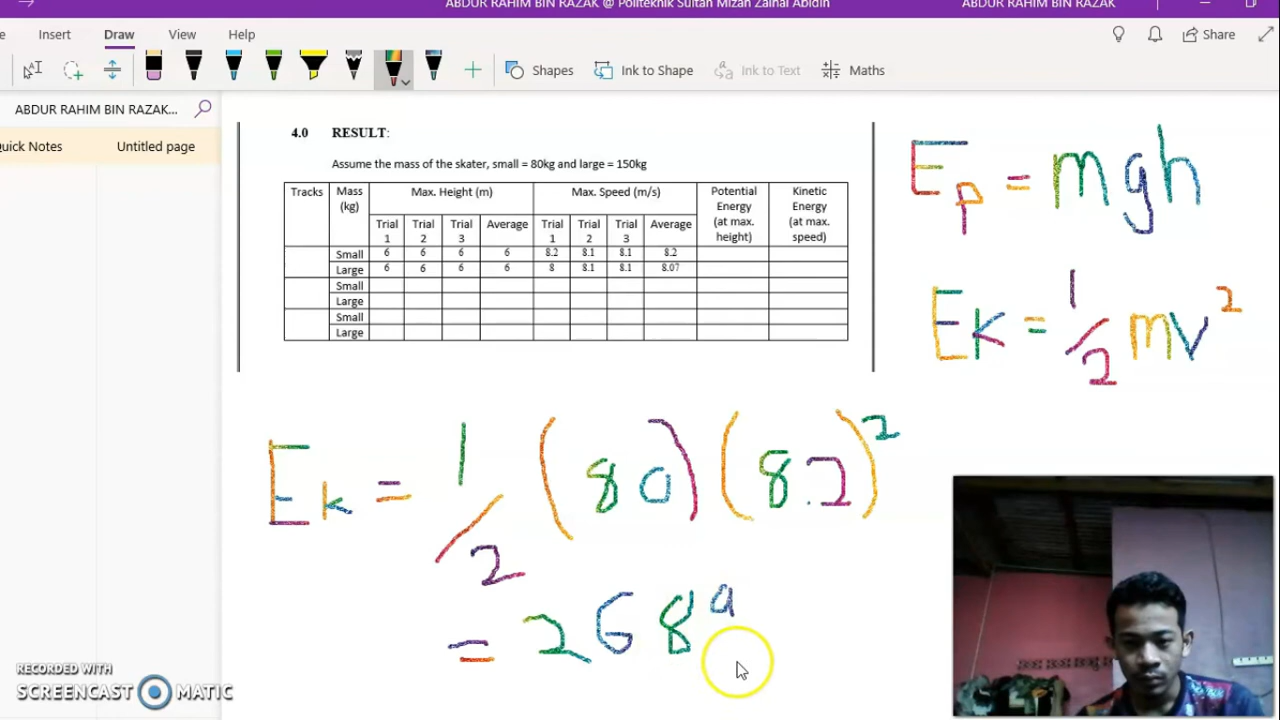 ABDUR RAHIM BIN RAZAK @ Politeknik Sultan Mizan Zainal Abidin
ABDUR RAHIM BIN RAZAK
Insert Draw View Help
Share
Shapes Ink to Shape Ink to Text Maths
ABDUR RAHIM BIN RAZAK...
Quick Notes
Untitled page
4.0 RESULT:
Assume the mass of the skater, small = 80kg and large = 150kg
Tracks Mass (kg) Max. Height (m) Max. Speed (m/s) Potential Energy (at max. height) Kinetic Energy (at max. speed)
Trial 1 Trial 2 Trial 3 Average Trial 1 Trial 2 Trial 3 Average
Small 6 6 6 6 8.2 8.1 8.1 8.2
Large 6 6 6 6 8 8.1 8.1 8.07
Small
Large
Small
Large
Ep = mgh
Ek = 1/2 mv²
Ek = 1/2 (80)(8.2)²
= 268
RECORDED WITH
SCREENCAST MATIC